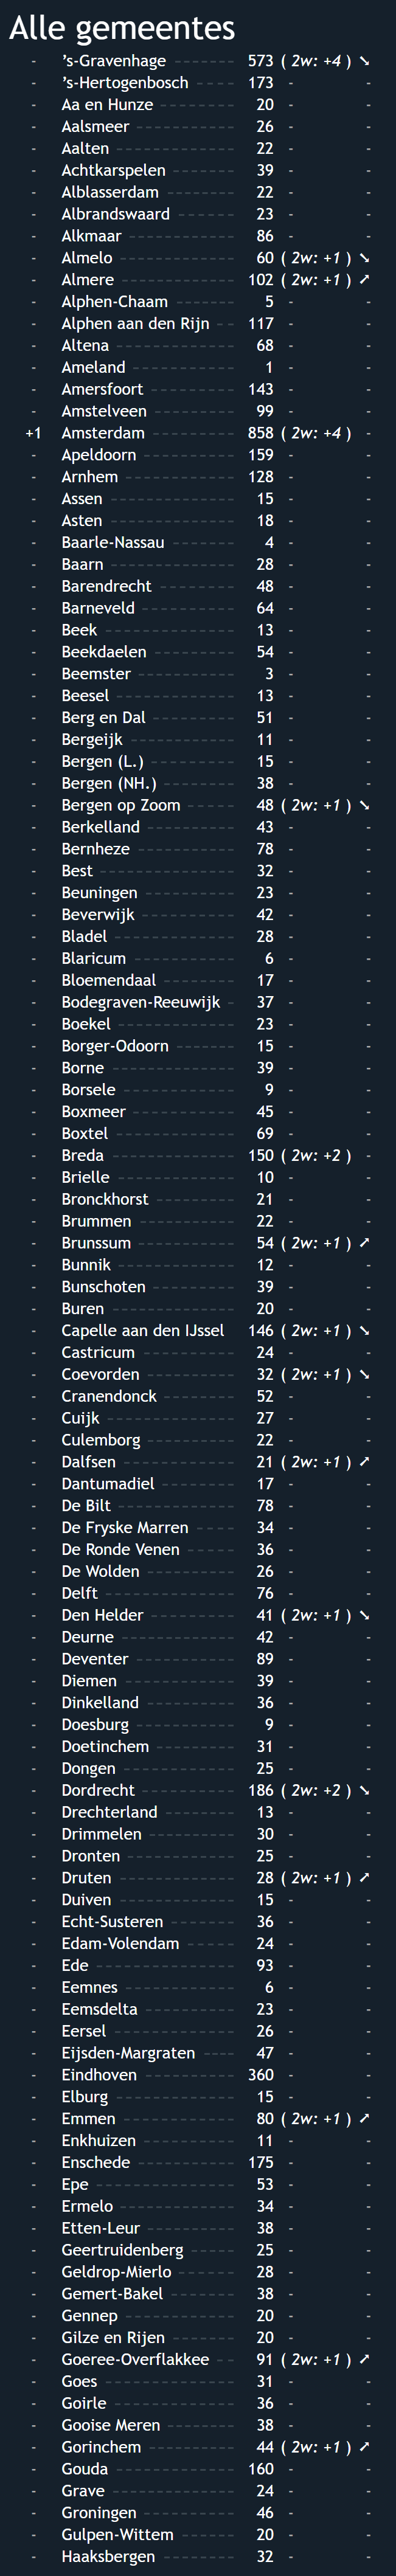 Alle gemeentes
- ’s-Gravenhage ------- 573 ( 2w: +4 ) ➘
- ’s-Hertogenbosch ---- 173 - -
- Aa en Hunze -------- 20 - -
- Aalsmeer ---------- 26 - -
- Aalten ------------ 22 - -
- Achtkarspelen ------- 39 - -
- Alblasserdam ------- 22 - -
- Albrandswaard ------ 23 - -
- Alkmaar ----------- 86 - -
- Almelo ------------ 60 ( 2w: +1 ) ➘
- Almere ------------ 102 ( 2w: +1 ) ➚
- Alphen-Chaam ------ 5 - -
- Alphen aan den Rijn -- 117 - -
- Altena ------------ 68 - -
- Ameland ----------- 1 - -
- Amersfoort --------- 143 - -
- Amstelveen --------- 99 - -
+1 Amsterdam --------- 858 ( 2w: +4 ) -
- Apeldoorn ---------- 159 - -
- Arnhem ----------- 128 - -
- Assen ------------- 15 - -
- Asten ------------- 18 - -
- Baarle-Nassau ------- 4 - -
- Baarn ------------- 28 - -
- Barendrecht -------- 48 - -
- Barneveld ---------- 64 - -
- Beek -------------- 13 - -
- Beekdaelen --------- 54 - -
- Beemster ---------- 3 - -
- Beesel ------------ 13 - -
- Berg en Dal --------- 51 - -
- Bergeijk ----------- 11 - -
- Bergen (L.) --------- 15 - -
- Bergen (NH.) -------- 38 - -
- Bergen op Zoom ----- 48 ( 2w: +1 ) ➘
- Berkelland --------- 43 - -
- Bernheze ---------- 78 - -
- Best -------------- 32 - -
- Beuningen --------- 23 - -
- Beverwijk ---------- 42 - -
- Bladel ------------ 28 - -
- Blaricum ----------- 6 - -
- Bloemendaal ------- 17 - -
- Bodegraven-Reeuwijk - 37 - -
- Boekel ------------ 23 - -
- Borger-Odoorn ------ 15 - -
- Borne ------------- 39 - -
- Borsele ------------ 9 - -
- Boxmeer ----------- 45 - -
- Boxtel ------------ 69 - -
- Breda ------------- 150 ( 2w: +2 ) -
- Brielle ------------ 10 - -
- Bronckhorst -------- 21 - -
- Brummen ---------- 22 - -
- Brunssum ---------- 54 ( 2w: +1 ) ➚
- Bunnik ------------ 12 - -
- Bunschoten --------- 39 - -
- Buren ------------- 20 - -
- Capelle aan den IJssel 146 ( 2w: +1 ) ➘
- Castricum ---------- 24 - -
- Coevorden --------- 32 ( 2w: +1 ) ➘
- Cranendonck -------- 52 - -
- Cuijk ------------- 27 - -
- Culemborg --------- 22 - -
- Dalfsen ------------ 21 ( 2w: +1 ) ➚
- Dantumadiel -------- 17 - -
- De Bilt ------------ 78 - -
- De Fryske Marren ---- 34 - -
- De Ronde Venen ----- 36 - -
- De Wolden --------- 26 - -
- Delft ------------- 76 - -
- Den Helder --------- 41 ( 2w: +1 ) ➘
- Deurne ------------ 42 - -
- Deventer ---------- 89 - -
- Diemen ----------- 39 - -
- Dinkelland --------- 36 - -
- Doesburg ---------- 9 - -
- Doetinchem -------- 31 - -
- Dongen ----------- 25 - -
- Dordrecht ---------- 186 ( 2w: +2 ) ➘
- Drechterland -------- 13 - -
- Drimmelen --------- 30 - -
- Dronten ----------- 25 - -
- Druten ------------ 28 ( 2w: +1 ) ➚
- Duiven ------------ 15 - -
- Echt-Susteren ------- 36 - -
- Edam-Volendam ----- 24 - -
- Ede -------------- 93 - -
- Eemnes ----------- 6 - -
- Eemsdelta --------- 23 - -
- Eersel ------------ 26 - -
- Eijsden-Margraten ---- 47 - -
- Eindhoven --------- 360 - -
- Elburg ------------ 15 - -
- Emmen ----------- 80 ( 2w: +1 ) ➚
- Enkhuizen ---------- 11 - -
- Enschede ---------- 175 - -
- Epe -------------- 53 - -
- Ermelo ------------ 34 - -
- Etten-Leur --------- 38 - -
- Geertruidenberg ----- 25 - -
- Geldrop-Mierlo ------ 28 - -
- Gemert-Bakel ------- 38 - -
- Gennep ----------- 20 - -
- Gilze en Rijen ------- 20 - -
- Goeree-Overflakkee -- 91 ( 2w: +1 ) ➚
- Goes ------------- 31 - -
- Goirle ------------ 36 - -
- Gooise Meren ------- 38 - -
- Gorinchem --------- 44 ( 2w: +1 ) ➚
- Gouda ------------ 160 - -
- Grave ------------- 24 - -
- Groningen --------- 46 - -
- Gulpen-Wittem ------ 20 - -
- Haaksbergen ------- 32 - -